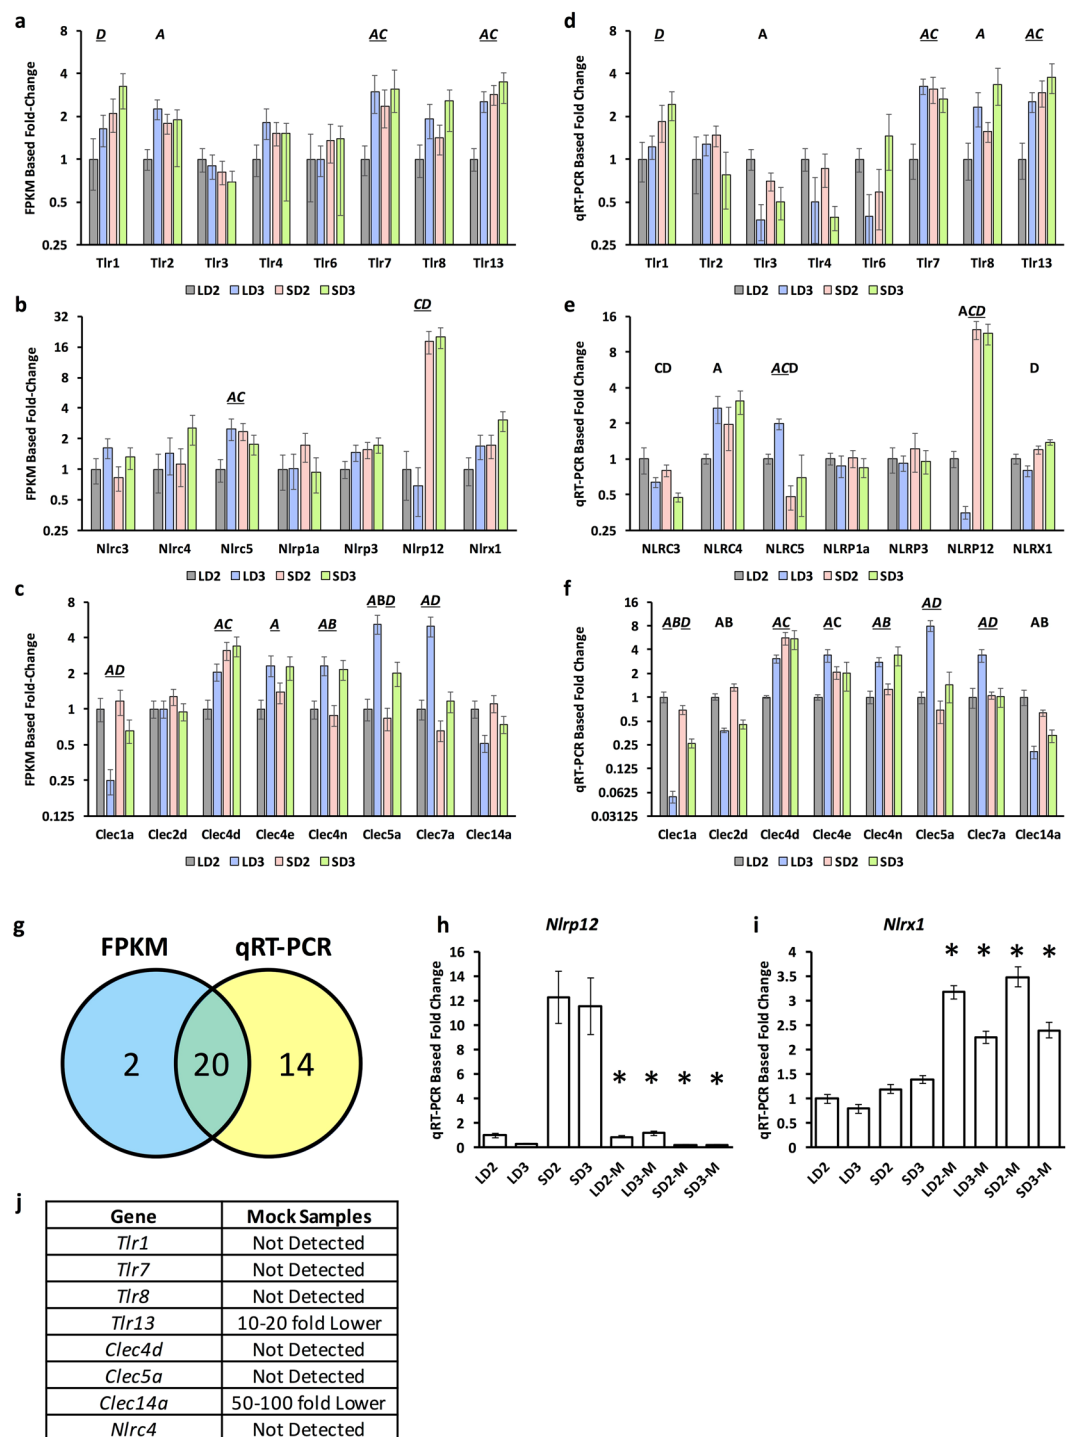 a
D A AC AC
FPKM Based Fold-Change
8
4
2
1
0.5
0.25
Tlr1 Tlr2 Tlr3 Tlr4 Tlr6 Tlr7 Tlr8 Tlr13
LD2 LD3 SD2 SD3
d
D A AC A AC
qRT-PCR Based Fold-Change
8
4
2
1
0.5
0.25
Tlr1 Tlr2 Tlr3 Tlr4 Tlr6 Tlr7 Tlr8 Tlr13
LD2 LD3 SD2 SD3
b
CD
AC
FPKM Based Fold-Change
32
16
8
4
2
1
0.5
0.25
Nlrc3 Nlrc4 Nlrc5 Nlrp1a Nlrp3 Nlrp12 Nlrx1
LD2 LD3 SD2 SD3
e
ACD
CD A ACD D
qRT-PCR Based Fold Change
16
8
4
2
1
0.5
0.25
NLRC3 NLRC4 NLRC5 NLRP1a NLRP3 NLRP12 NLRX1
LD2 LD3 SD2 SD3
c
AD AC A AB ABD AD
FPKM Based Fold-Change
8
4
2
1
0.5
0.25
0.125
Clec1a Clec2d Clec4d Clec4e Clec4n Clec5a Clec7a Clec14a
LD2 LD3 SD2 SD3
f
ABD AB AC AC AB AD AD AB
qRT-PCR Based Fold-Change
16
8
4
2
1
0.5
0.25
0.125
0.0625
0.03125
Clec1a Clec2d Clec4d Clec4e Clec4n Clec5a Clec7a Clec14a
LD2 LD3 SD2 SD3
g
FPKM qRT-PCR
2 20 14
h
Nlrp12
qRT-PCR Based Fold Change
16
14
12
10
8
6
4
2
0
* * * *
LD2 LD3 SD2 SD3 LD2-M LD3-M SD2-M SD3-M
i
Nlrx1
qRT-PCR Based Fold Change
4
3.5
3
2.5
2
1.5
1
0.5
0
* * * *
LD2 LD3 SD2 SD3 LD2-M LD3-M SD2-M SD3-M
j
Gene Mock Samples
Tlr1 Not Detected
Tlr7 Not Detected
Tlr8 Not Detected
Tlr13 10-20 fold Lower
Clec4d Not Detected
Clec5a Not Detected
Clec14a 50-100 fold Lower
Nlrc4 Not Detected